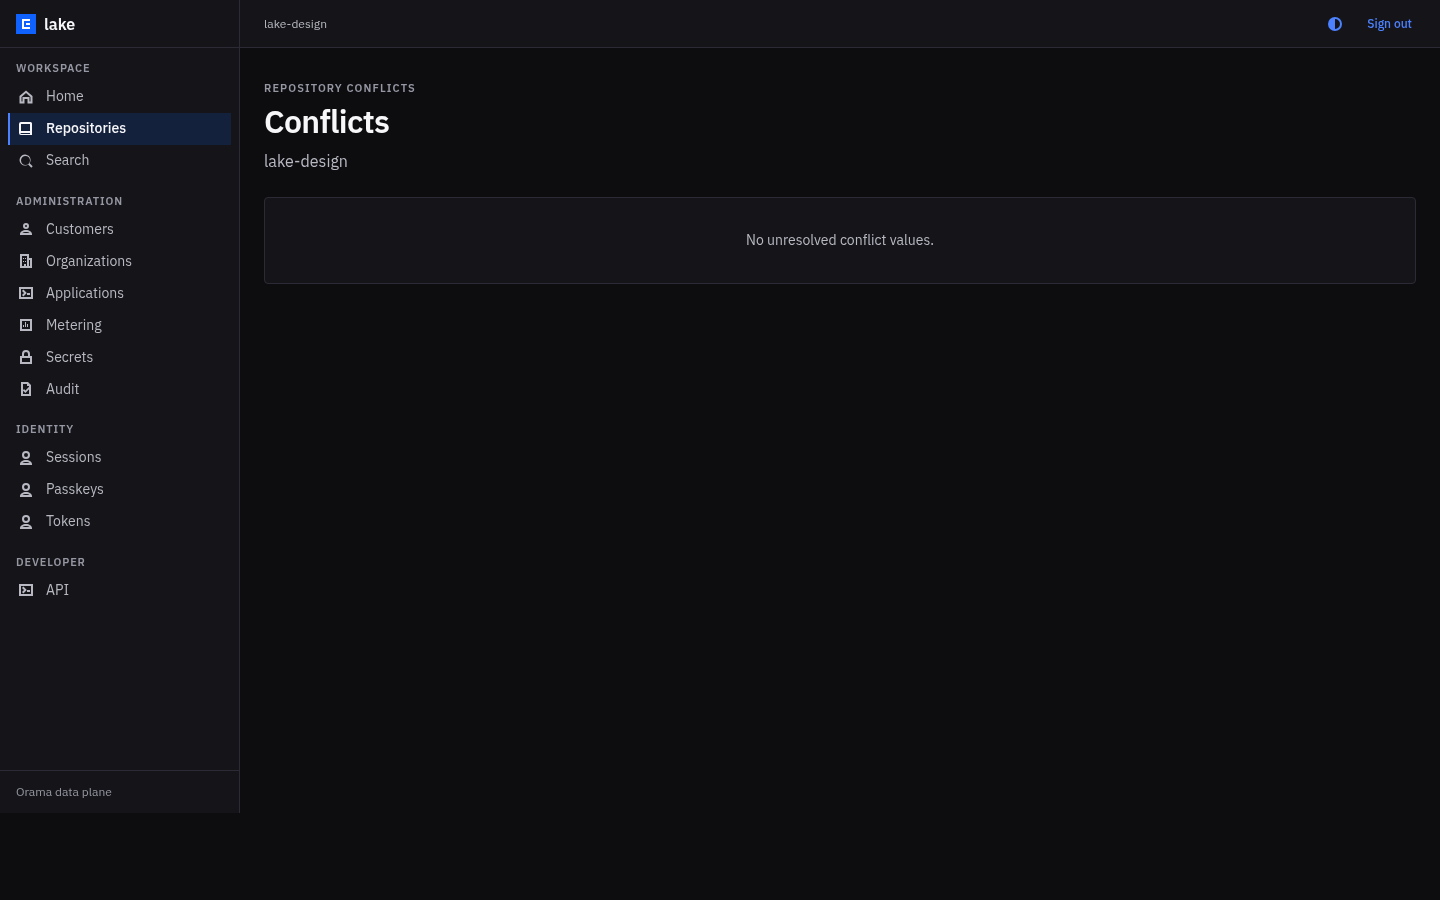 lake
lake-design
Sign out
WORKSPACE
Home
Repositories
Search
ADMINISTRATION
Customers
Organizations
Applications
Metering
Secrets
Audit
IDENTITY
Sessions
Passkeys
Tokens
DEVELOPER
API
Orama data plane
REPOSITORY CONFLICTS
Conflicts
lake-design
No unresolved conflict values.